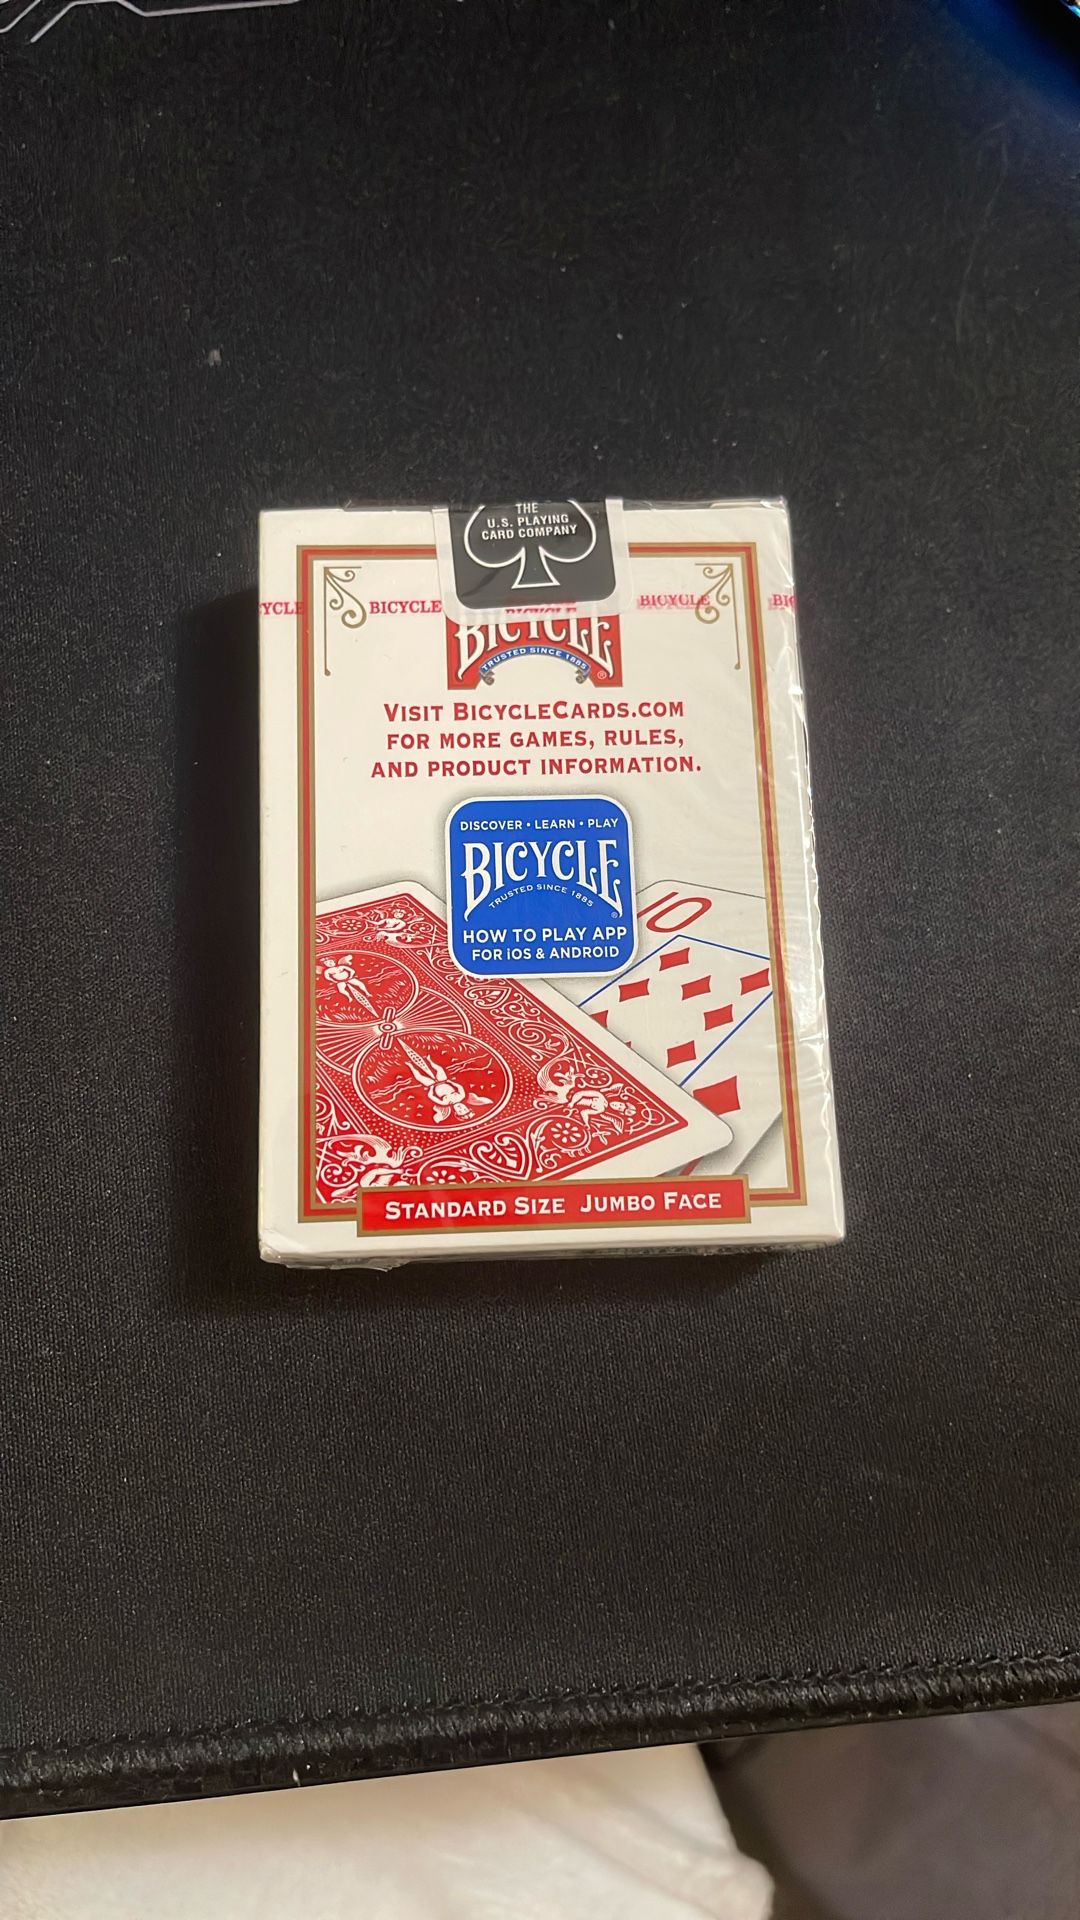 THE
U.S. PLAYING
CARD COMPANY
YCLE BICYCLE BICYCLE BICYCLE BI
BICYCLE
TRUSTED SINCE 1885
®
VISIT BICYCLECARDS.COM
FOR MORE GAMES, RULES,
AND PRODUCT INFORMATION.
DISCOVER • LEARN • PLAY
BICYCLE
TRUSTED SINCE 1885
®
HOW TO PLAY APP
FOR iOS & ANDROID
10
STANDARD SIZE JUMBO FACE